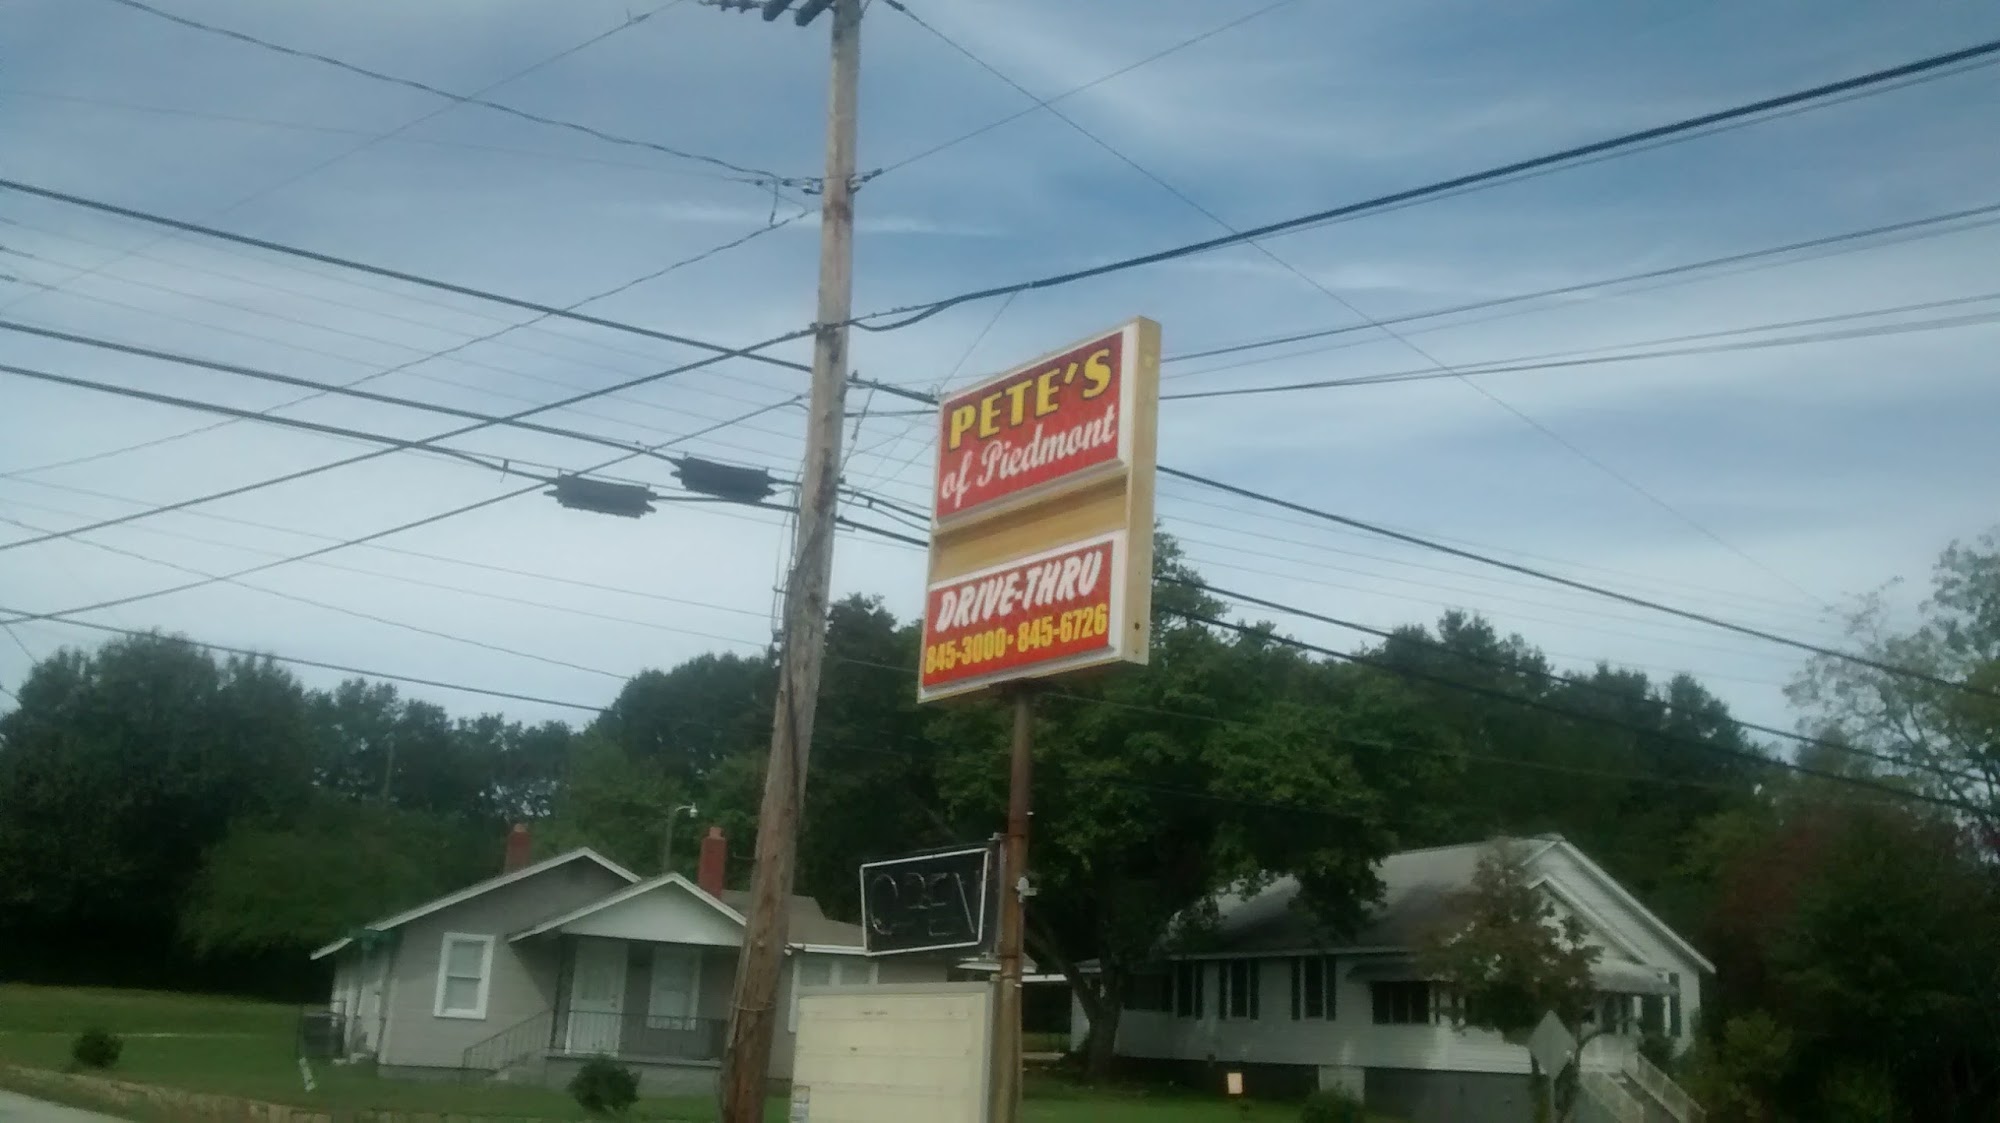 PETE'S
of Piedmont
DRIVE-THRU
845-3000• 845-6726
OPEN